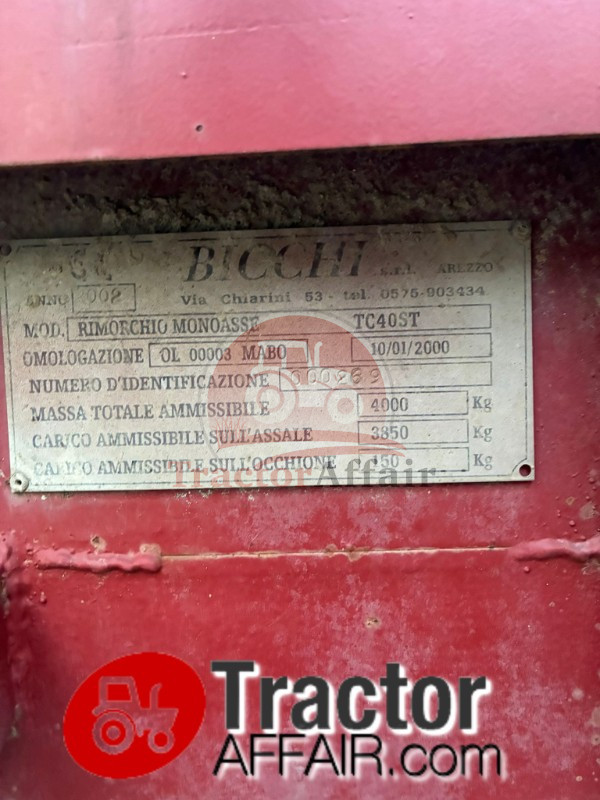 CE BICCHI s.r.l. AREZZO
ANNO 002 Via Chiarini 53 - tel. 0575-903434
MOD. RIMORCHIO MONOASSE TC40ST
OMOLOGAZIONE OL 00003 MABO 10/01/2000
NUMERO D'IDENTIFICAZIONE
MASSA TOTALE AMMISSIBILE 4000 Kg
CARICO AMMISSIBILE SULL'ASSALE 3850 Kg
CARICO AMMISSIBILE SULL'OCCHIONE 150 Kg
TractorAffair
Tractor
AFFAIR.com